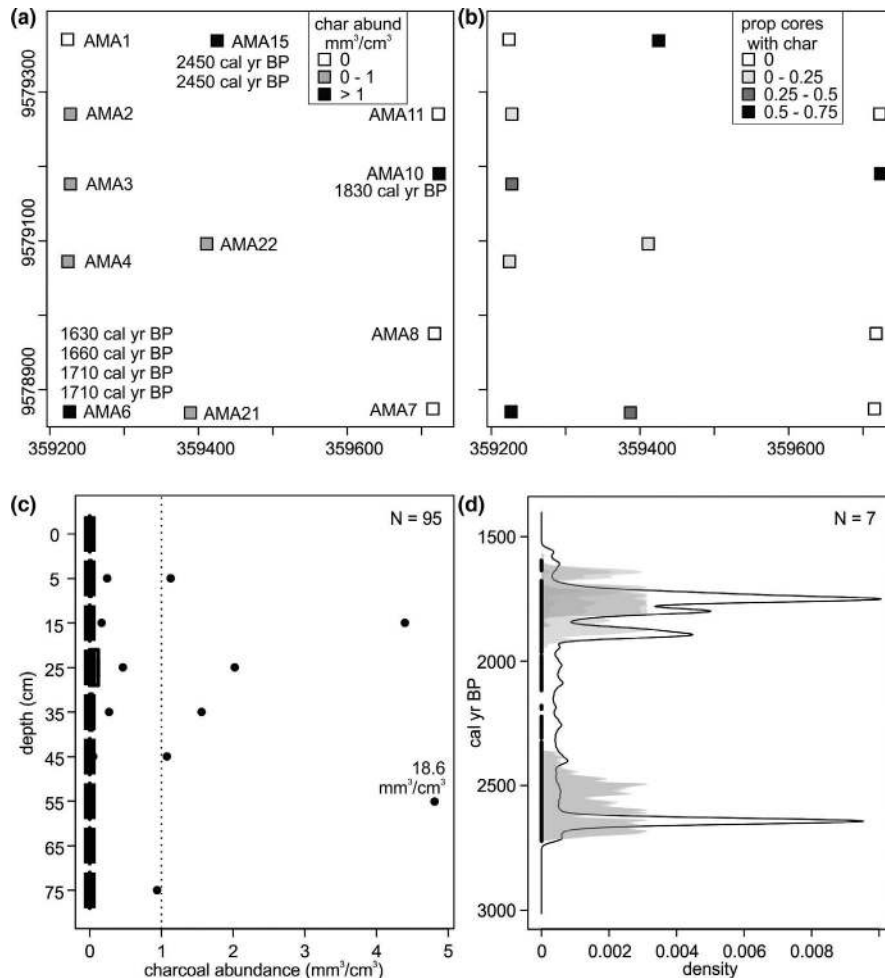 (a)
char abund
mm³/cm³
0
0 - 1
> 1
AMA1
AMA15
2450 cal yr BP
2450 cal yr BP
AMA2
AMA11
AMA10
1830 cal yr BP
AMA3
AMA22
AMA4
AMA8
1630 cal yr BP
1660 cal yr BP
1710 cal yr BP
1710 cal yr BP
AMA6
AMA21
AMA7
9579300
9579100
9578900
359200
359400
359600
(b)
prop cores
with char
0
0 - 0.25
0.25 - 0.5
0.5 - 0.75
359200
359400
359600
(c)
N = 95
0
5
15
25
35
45
55
65
75
depth (cm)
18.6
mm³/cm³
0
1
2
3
4
5
charcoal abundance (mm³/cm³)
(d)
N = 7
1500
2000
2500
3000
cal yr BP
0
0.002
0.004
0.006
0.008
density